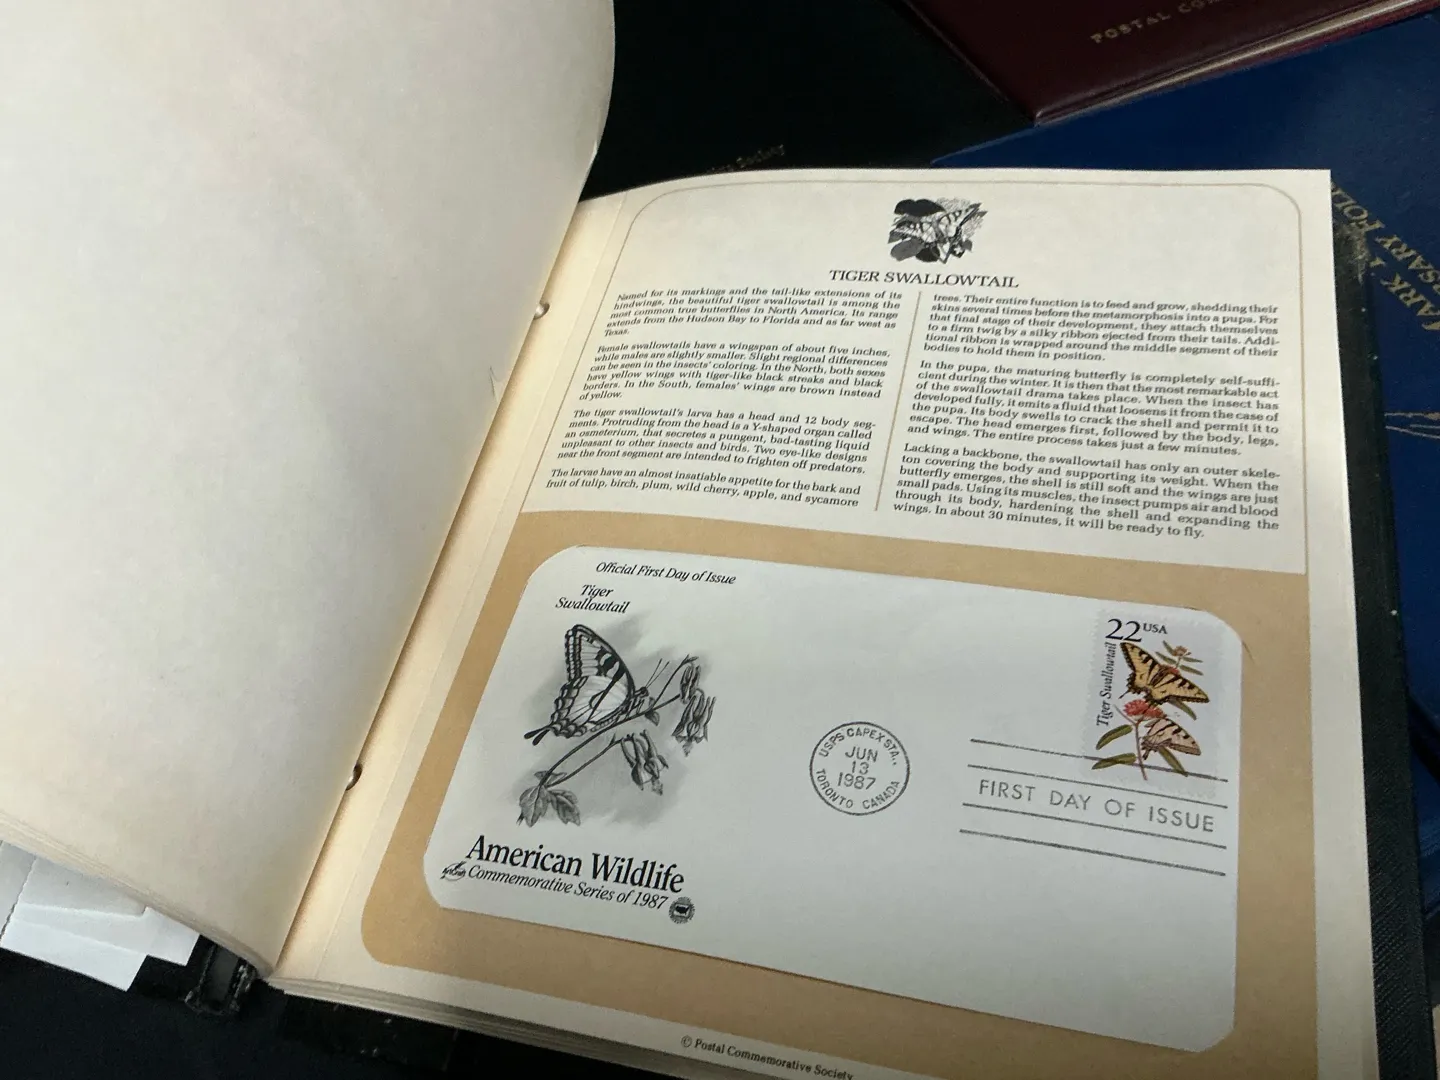 POSTAL
Society
TIGER SWALLOWTAIL
Named for its markings and the tail-like extensions of its
hindwings, the beautiful tiger swallowtail is among the
most common true butterflies in North America. Its range
extends from the Hudson Bay to Florida and as far west as
Texas.
Female swallowtails have a wingspan of about five inches,
while males are slightly smaller. Slight regional differences
can be seen in the insects' coloring. In the North, both sexes
have yellow wings with tiger-like black streaks and black
borders. In the South, females' wings are brown instead
of yellow.
The tiger swallowtail's larva has a head and 12 body seg-
ments. Protruding from the head is a Y-shaped organ called
an osmeterium, that secretes a pungent, bad-tasting liquid
unpleasant to other insects and birds. Two eye-like designs
near the front segment are intended to frighten off predators.
The larvae have an almost insatiable appetite for the bark and
fruit of tulip, birch, plum, wild cherry, apple, and sycamore
trees. Their entire function is to feed and grow, shedding their
skins several times before the metamorphosis into a pupa. For
that final stage of their development, they attach themselves
to a firm twig by a silky ribbon ejected from their tails. Addi-
tional ribbon is wrapped around the middle segment of their
bodies to hold them in position.
In the pupa, the maturing butterfly is completely self-suffi-
cient during the winter. It is then that the most remarkable act
of the swallowtail drama takes place. When the insect has
developed fully, it emits a fluid that loosens it from the case of
the pupa. Its body swells to crack the shell and permit it to
escape. The head emerges first, followed by the body, legs,
and wings. The entire process takes just a few minutes.
Lacking a backbone, the swallowtail has only an outer skele-
ton covering the body and supporting its weight. When the
butterfly emerges, the shell is still soft and the wings are just
small pads. Using its muscles, the insect pumps air and blood
through its body, hardening the shell and expanding the
wings. In about 30 minutes, it will be ready to fly.
Official First Day of Issue
Tiger
Swallowtail
American Wildlife
Commemorative Series of 1987
USPS CAPEX STA.,
JUN
13
1987
TORONTO CANADA
22 USA
Tiger Swallowtail
FIRST DAY OF ISSUE
© Postal Commemorative Society